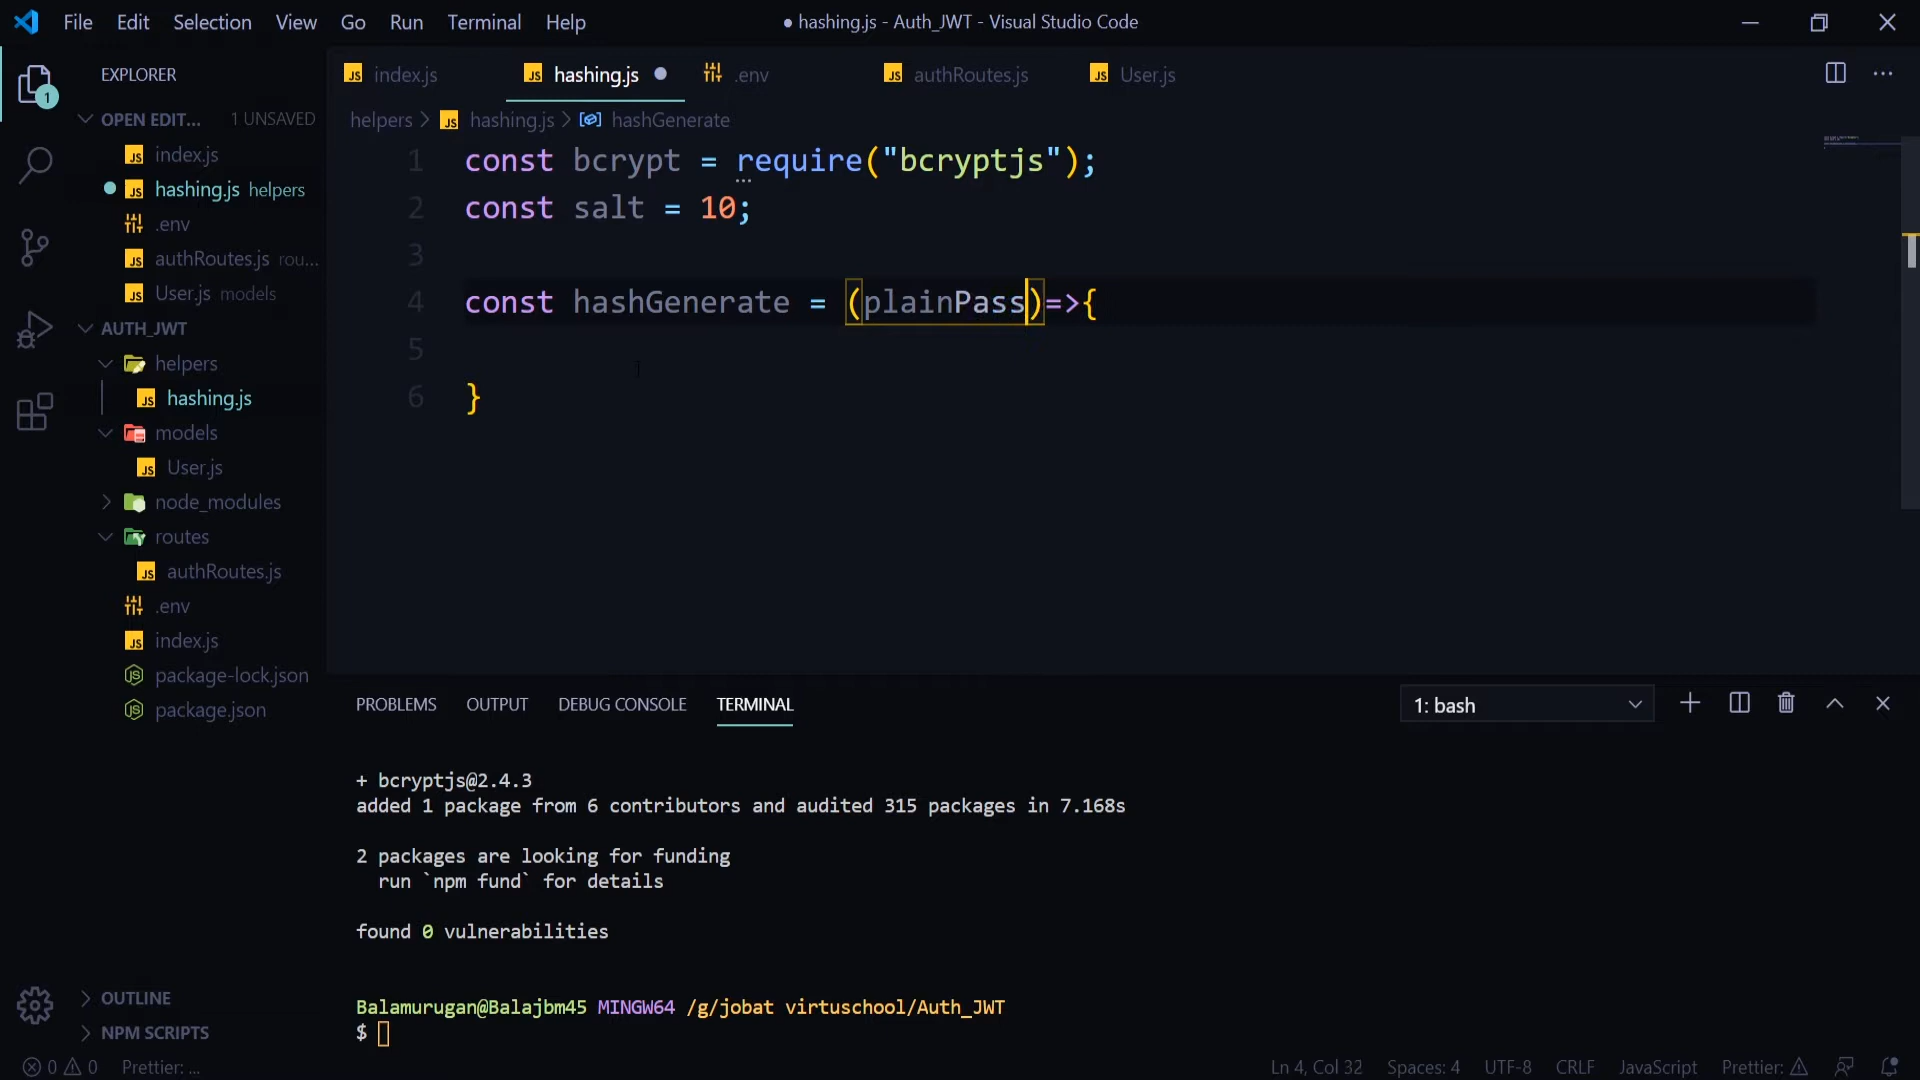 File Edit Selection View Go Run Terminal Help ● hashing.js - Auth_JWT - Visual Studio Code
EXPLORER
OPEN EDIT... 1 UNSAVED
index.js
hashing.js helpers
.env
authRoutes.js rou...
User.js models
AUTH_JWT
helpers
hashing.js
models
User.js
node_modules
routes
authRoutes.js
.env
index.js
package-lock.json
package.json
OUTLINE
NPM SCRIPTS
1
index.js hashing.js ● .env authRoutes.js User.js
helpers > hashing.js > hashGenerate
1 const bcrypt = require("bcryptjs");
2 const salt = 10;
3
4 const hashGenerate = (plainPass)=>{
5
6 }
PROBLEMS OUTPUT DEBUG CONSOLE TERMINAL 1: bash
+ bcryptjs@2.4.3
added 1 package from 6 contributors and audited 315 packages in 7.168s
2 packages are looking for funding
run `npm fund` for details
found 0 vulnerabilities
Balamurugan@Balajbm45 MINGW64 /g/jobat virtuschool/Auth_JWT
$
0 0 Prettier: ... Ln 4, Col 32 Spaces: 4 UTF-8 CRLF JavaScript Prettier: